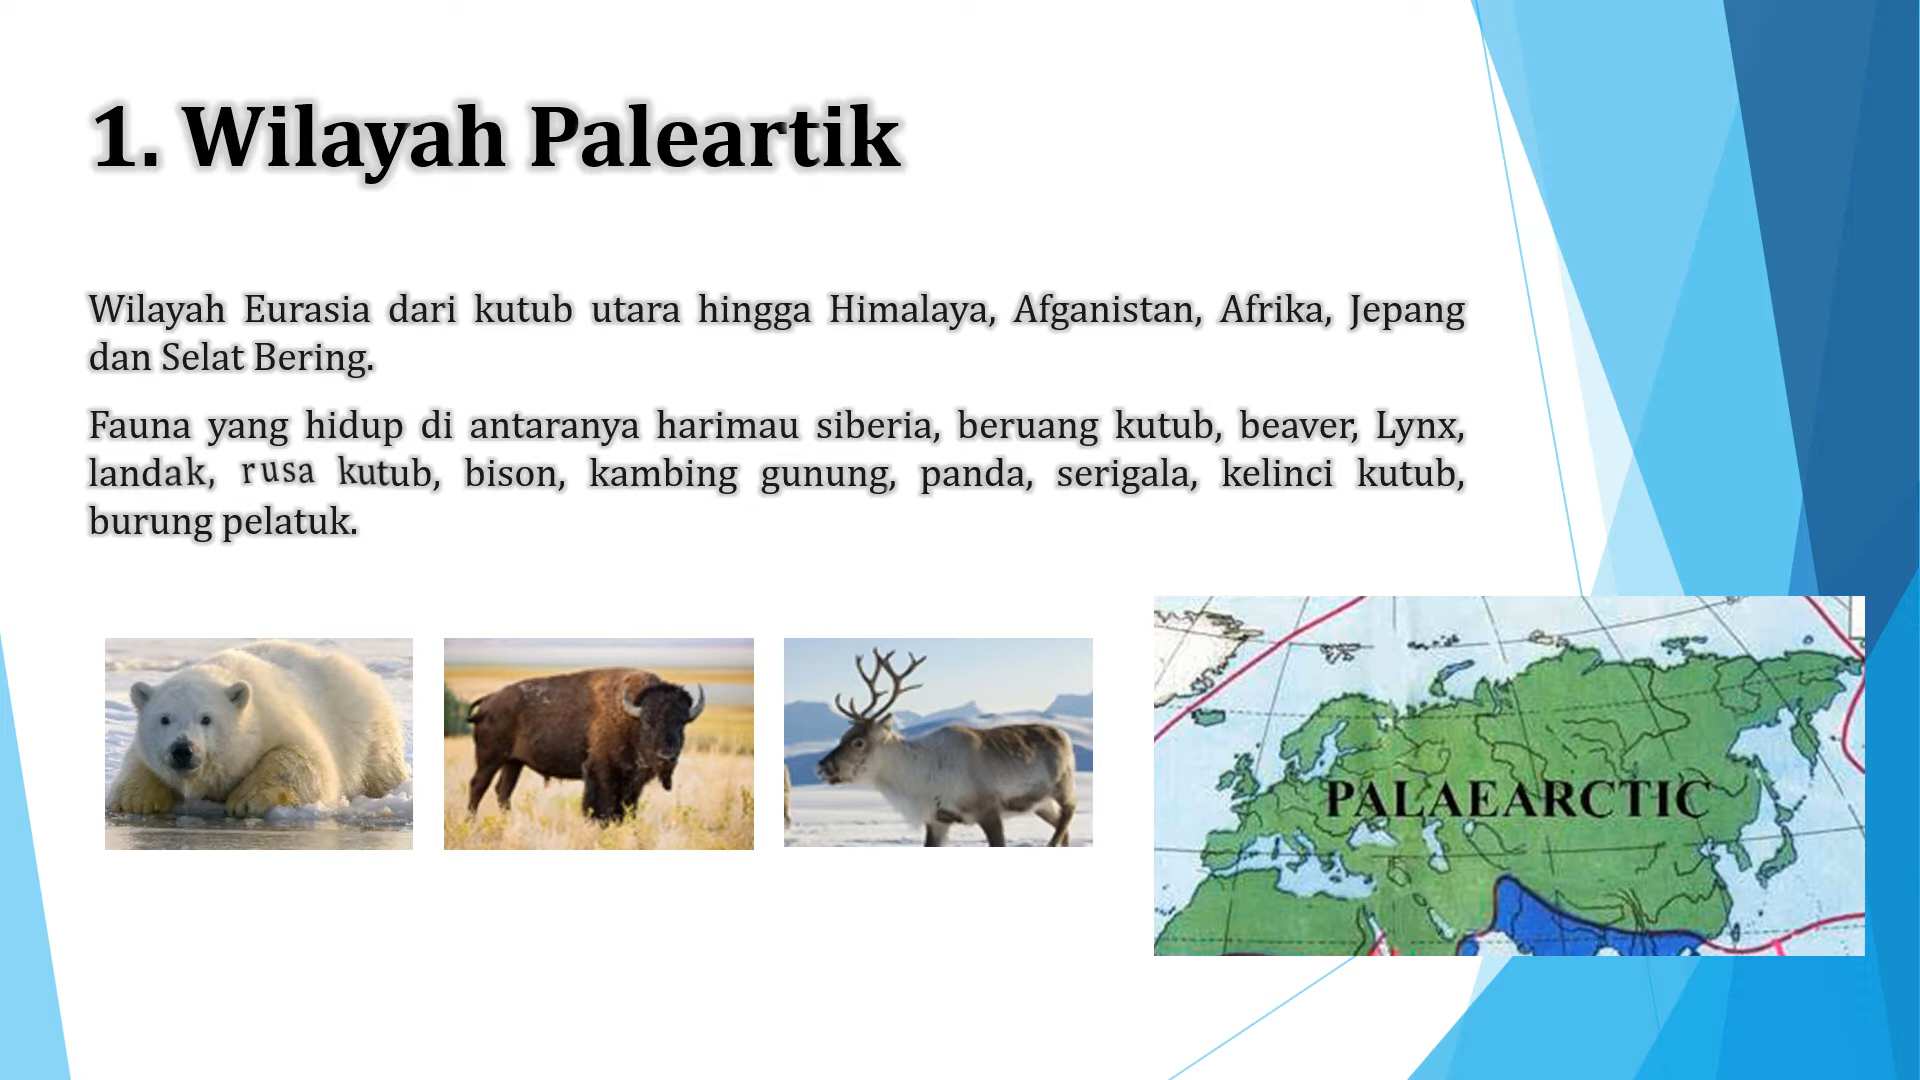 1. Wilayah Paleartik
Wilayah Eurasia dari kutub utara hingga Himalaya, Afganistan, Afrika, Jepang
dan Selat Bering.
Fauna yang hidup di antaranya harimau siberia, beruang kutub, beaver, Lynx,
landak, rusa kutub, bison, kambing gunung, panda, serigala, kelinci kutub,
burung pelatuk.
PALAEARCTIC